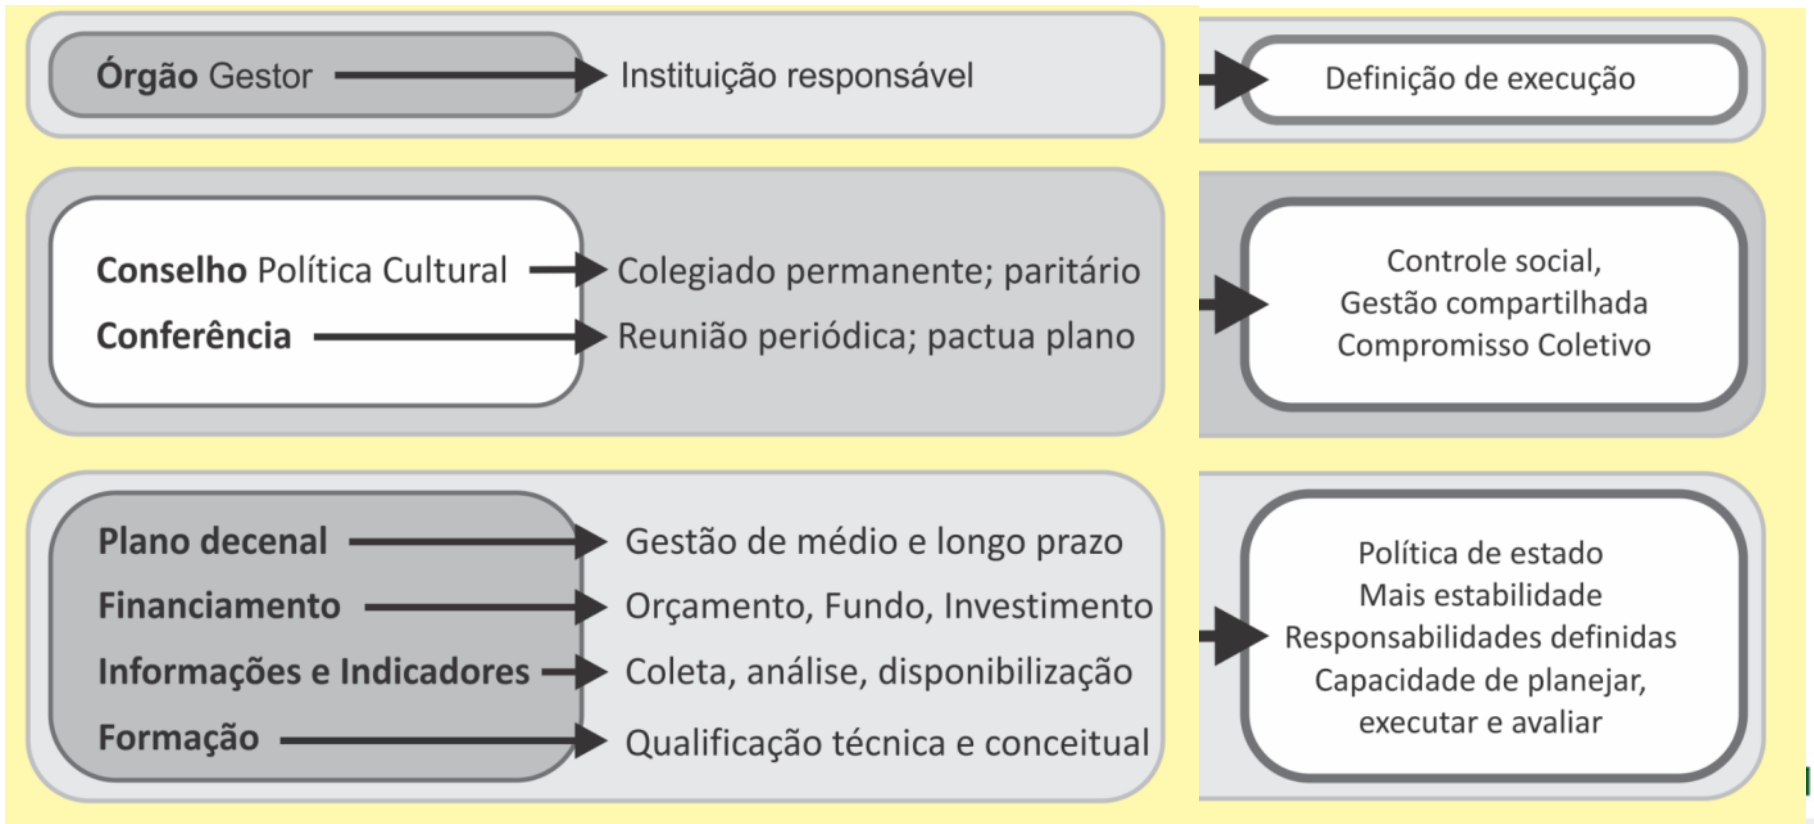 Órgão Gestor
Instituição responsável
Definição de execução
Conselho Política Cultural
Colegiado permanente; paritário
Conferência
Reunião periódica; pactua plano
Controle social,
Gestão compartilhada
Compromisso Coletivo
Plano decenal
Gestão de médio e longo prazo
Financiamento
Orçamento, Fundo, Investimento
Informações e Indicadores
Coleta, análise, disponibilização
Formação
Qualificação técnica e conceitual
Política de estado
Mais estabilidade
Responsabilidades definidas
Capacidade de planejar,
executar e avaliar